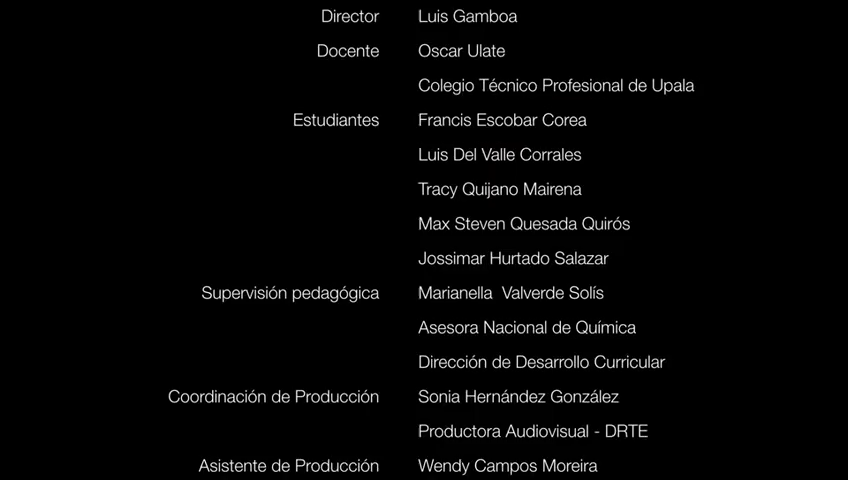 Director Luis Gamboa
Docente Oscar Ulate
Colegio Técnico Profesional de Upala
Estudiantes Francis Escobar Corea
Luis Del Valle Corrales
Tracy Quijano Mairena
Max Steven Quesada Quirós
Jossimar Hurtado Salazar
Supervisión pedagógica Marianella Valverde Solís
Asesora Nacional de Química
Dirección de Desarrollo Curricular
Coordinación de Producción Sonia Hernández González
Productora Audiovisual - DRTE
Asistente de Producción Wendy Campos Moreira